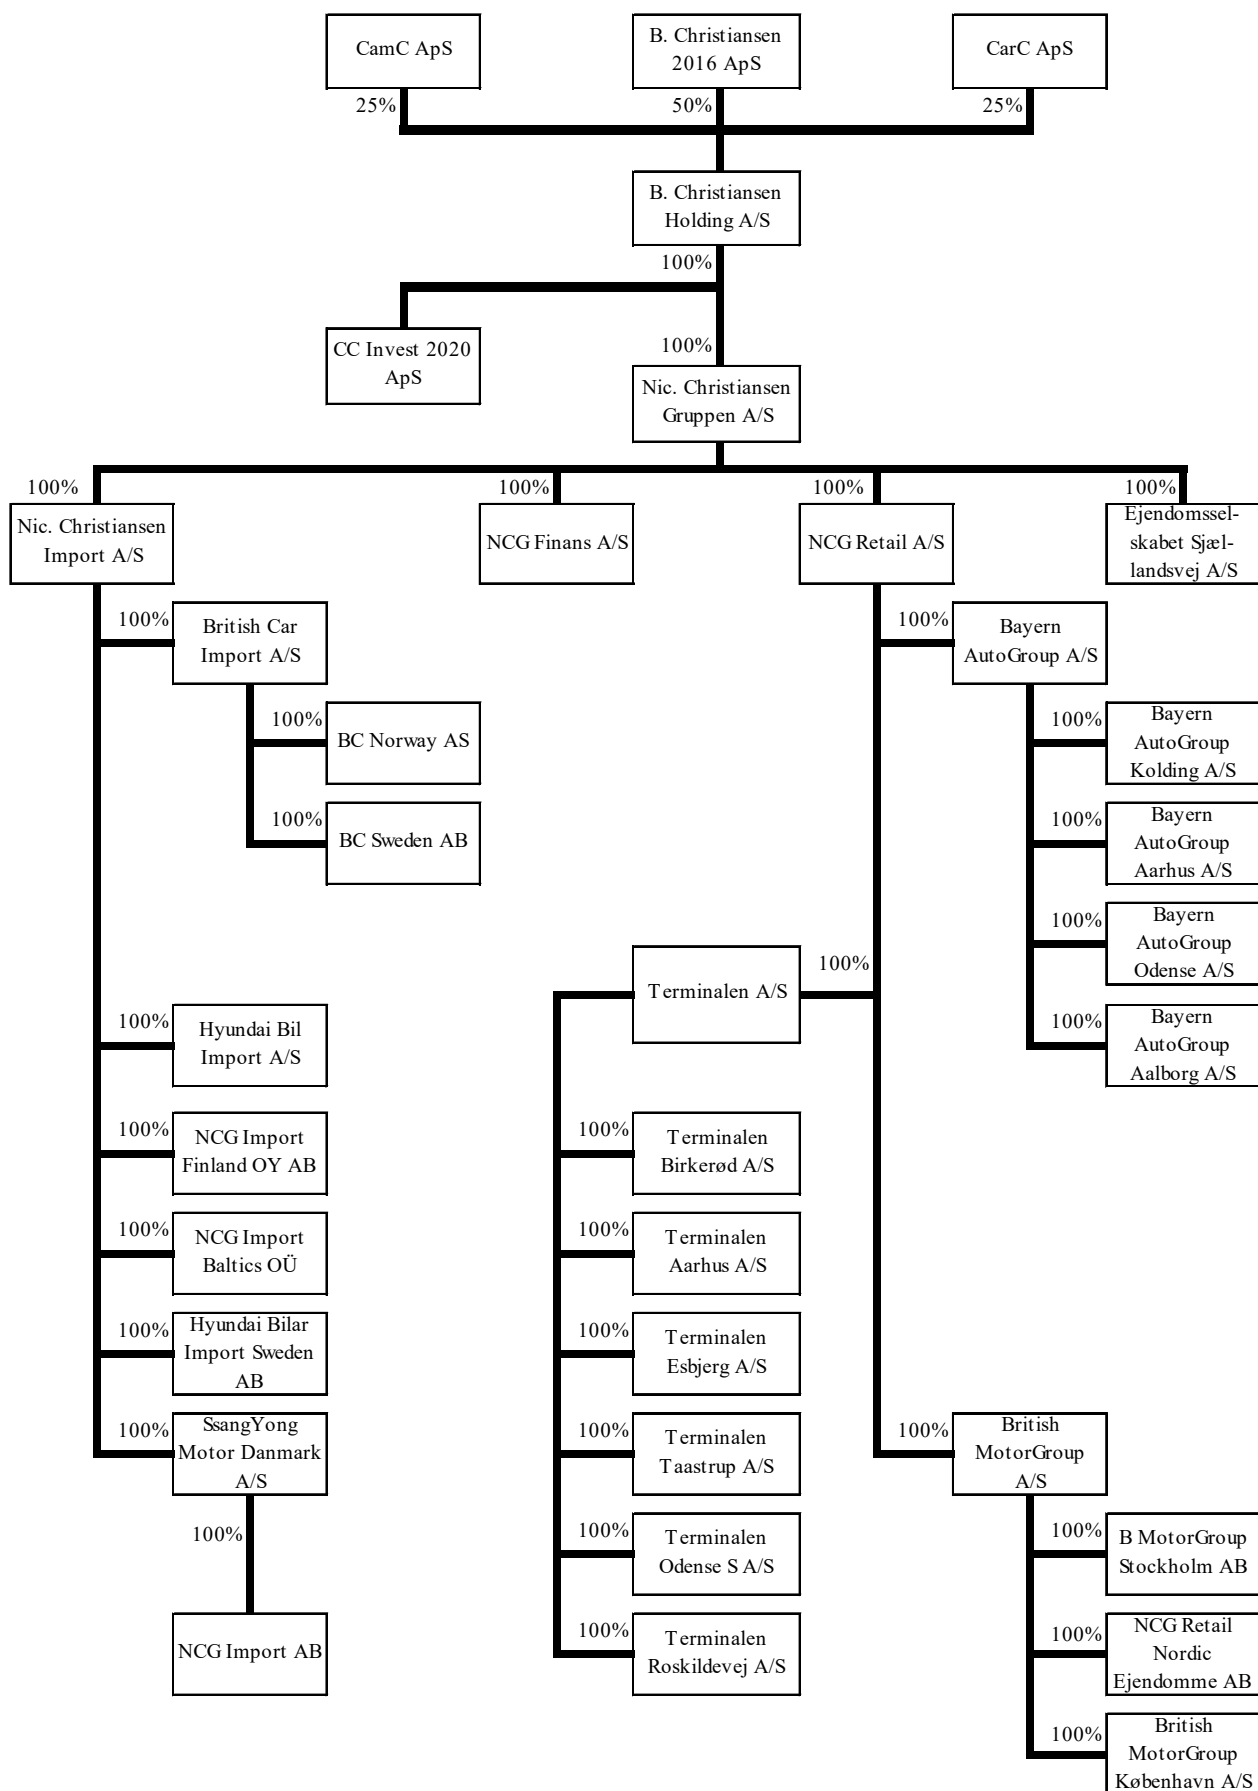 CamC ApS
B. Christiansen
2016 ApS
CarC ApS
25%
50%
25%
B. Christiansen
Holding A/S
100%
CC Invest 2020
ApS
100%
Nic. Christiansen
Gruppen A/S
100%
100%
100%
100%
Nic. Christiansen
Import A/S
NCG Finans A/S
NCG Retail A/S
Ejendomssel-
skabet Sjæl-
landsvej A/S
100%
British Car
Import A/S
100%
Bayern
AutoGroup A/S
100%
BC Norway AS
100%
Bayern
AutoGroup
Kolding A/S
100%
BC Sweden AB
100%
Bayern
AutoGroup
Aarhus A/S
100%
Bayern
AutoGroup
Odense A/S
Terminalen A/S
100%
100%
Hyundai Bil
Import A/S
100%
Bayern
AutoGroup
Aalborg A/S
100%
NCG Import
Finland OY AB
100%
Terminalen
Birkerød A/S
100%
NCG Import
Baltics OÜ
100%
Terminalen
Aarhus A/S
100%
Hyundai Bilar
Import Sweden
AB
100%
Terminalen
Esbjerg A/S
100%
SsangYong
Motor Danmark
A/S
100%
Terminalen
Taastrup A/S
100%
British
MotorGroup
A/S
100%
100%
Terminalen
Odense S A/S
100%
B MotorGroup
Stockholm AB
NCG Import AB
100%
Terminalen
Roskildevej A/S
100%
NCG Retail
Nordic
Ejendomme AB
100%
British
MotorGroup
København A/S